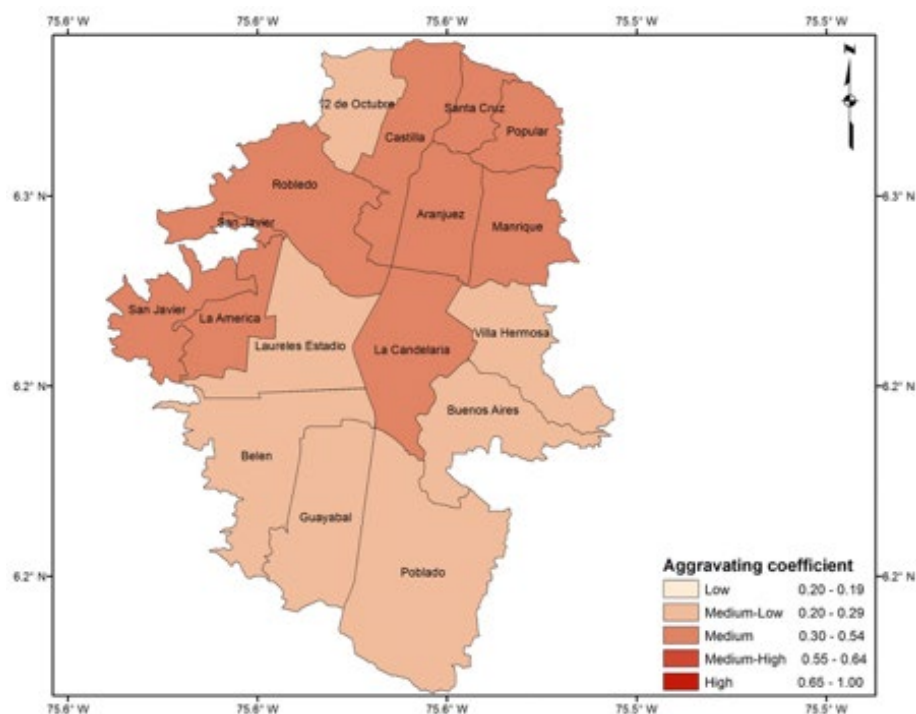 75.6° W 75.6° W 75.6° W 75.5° W 75.5° W
N
12 de Octubre
Santa Cruz
Castilla
Popular
Robledo
6.3° N
Aranjuez
San Javier
Manrique
San Javier
La America
Villa Hermosa
Laureles Estadio
La Candelaria
6.2° N
6.2° N
Buenos Aires
Belen
Guayabal
Poblado
6.2° N
6.2° N
6.3° N
Aggravating coefficient
Low 0.20 - 0.19
Medium-Low 0.20 - 0.29
Medium 0.30 - 0.54
Medium-High 0.55 - 0.64
High 0.65 - 1.00
75.6° W 75.6° W 75.6° W 75.5° W 75.5° W